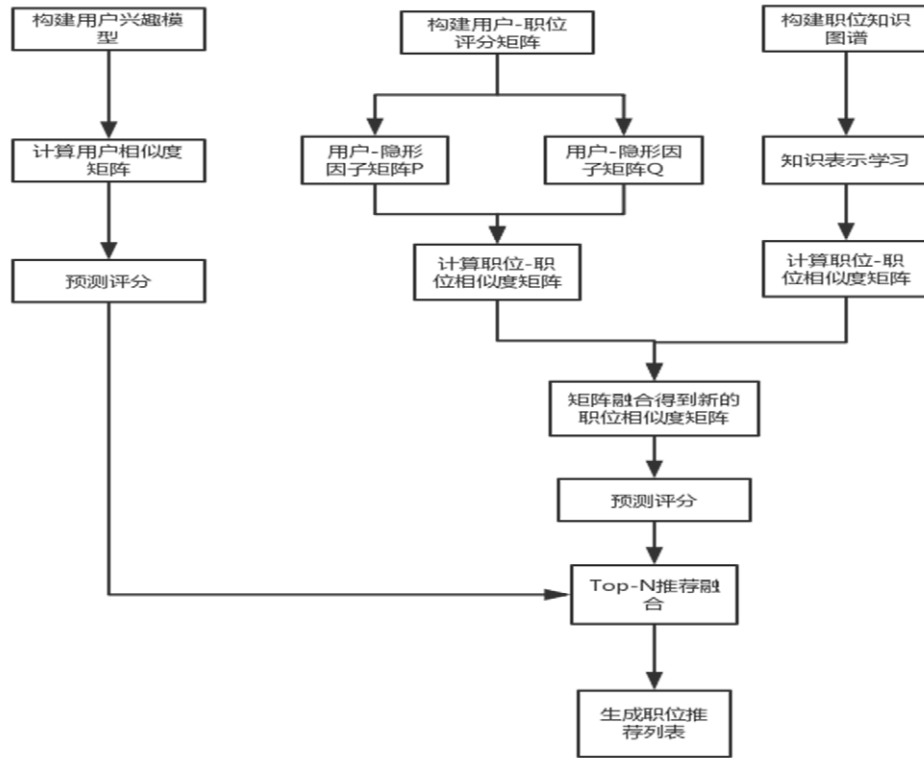 构建用户兴趣模
型
构建用户-职位
评分矩阵
构建职位知识
图谱
计算用户相似度
矩阵
用户-隐形
因子矩阵P
用户-隐形因
子矩阵Q
知识表示学习
预测评分
计算职位-职
位相似度矩阵
计算职位-职
位相似度矩阵
矩阵融合得到新的
职位相似度矩阵
预测评分
Top-N推荐融
合
生成职位推
荐列表